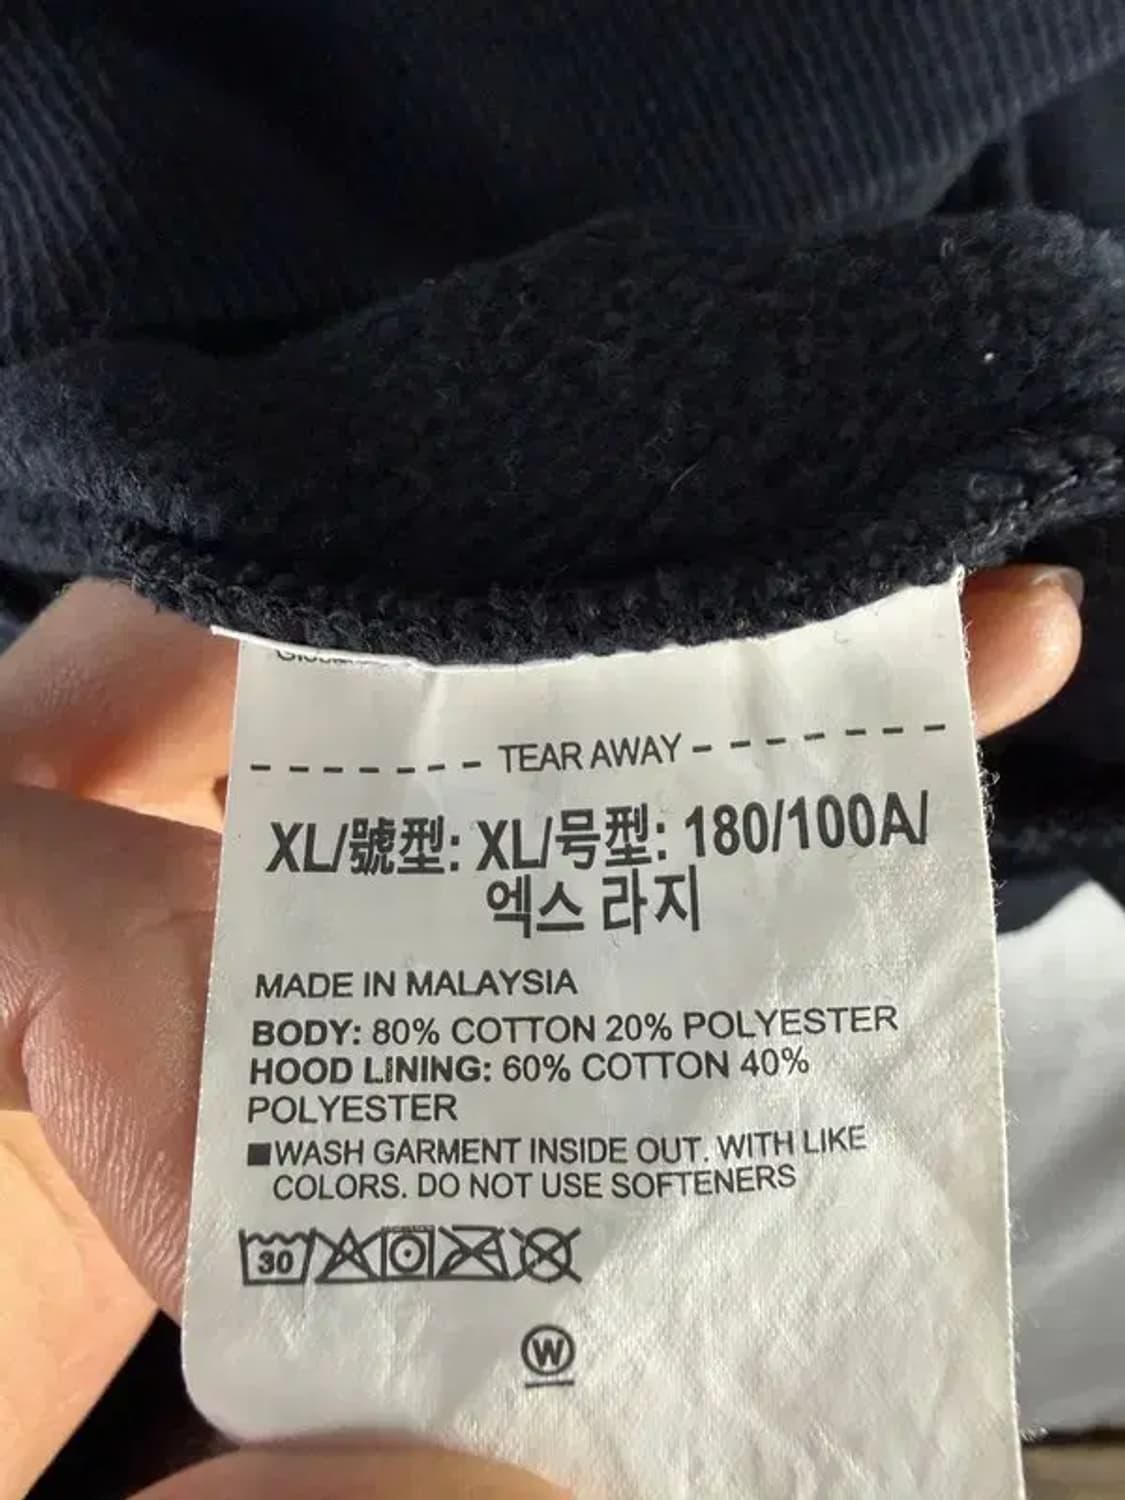 TEAR AWAY
XL/號型: XL/号型: 180/100A/
엑스 라지
MADE IN MALAYSIA
BODY: 80% COTTON 20% POLYESTER
HOOD LINING: 60% COTTON 40%
POLYESTER
WASH GARMENT INSIDE OUT. WITH LIKE
COLORS. DO NOT USE SOFTENERS
30
W